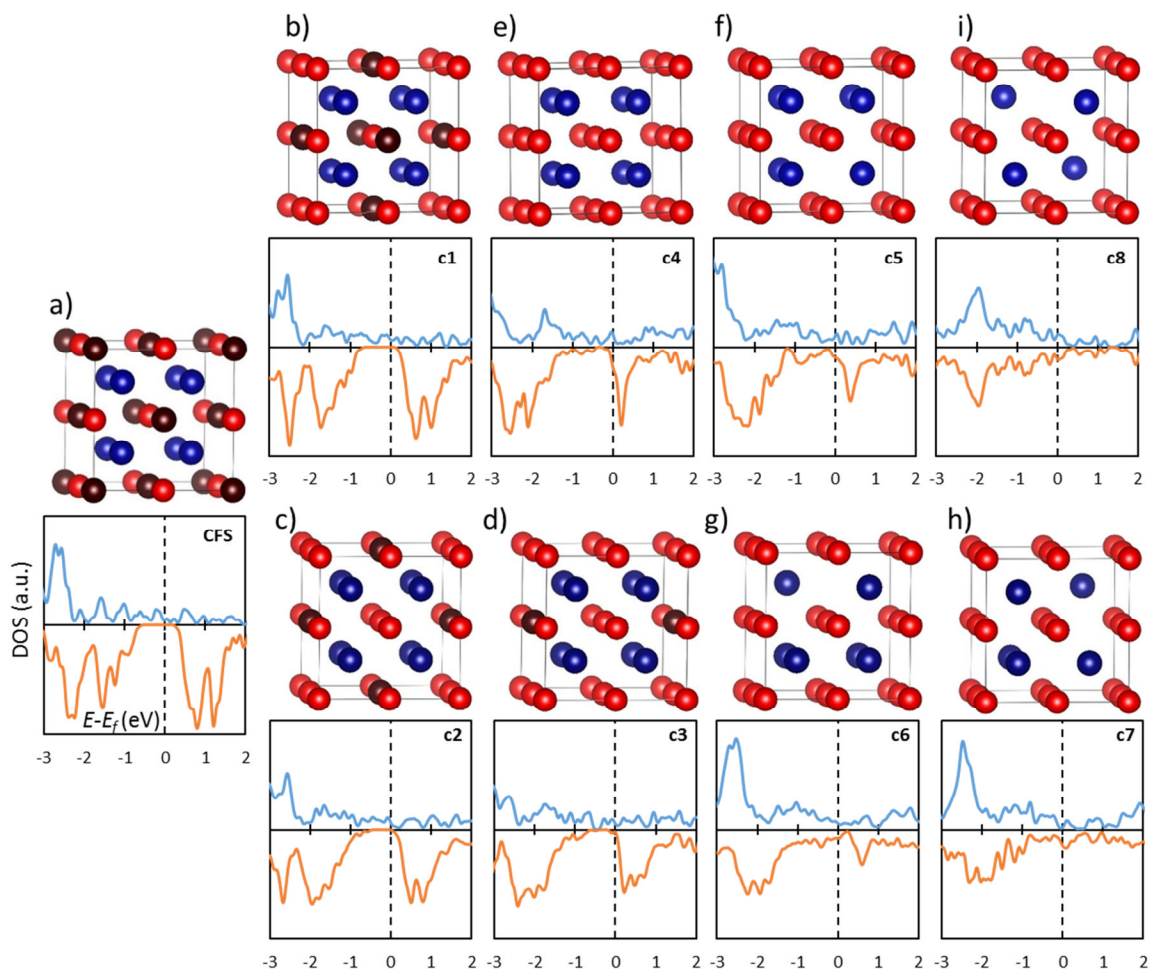 b)
e)
f)
i)
c1
c4
c5
c8
-3 -2 -1 0 1 2
-3 -2 -1 0 1 2
-3 -2 -1 0 1 2
-3 -2 -1 0 1 2
a)
CFS
DOS (a.u.)
E-Ef (eV)
-3 -2 -1 0 1 2
c)
d)
g)
h)
c2
c3
c6
c7
-3 -2 -1 0 1 2
-3 -2 -1 0 1 2
-3 -2 -1 0 1 2
-3 -2 -1 0 1 2